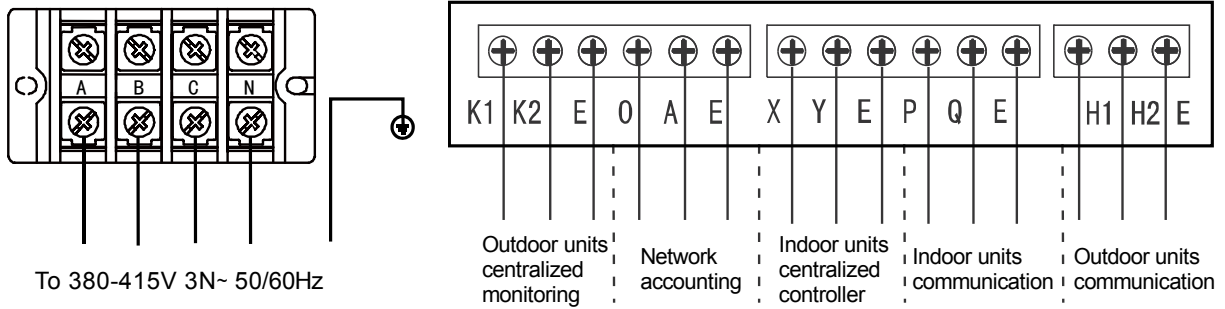 A B C N
To 380-415V 3N~ 50/60Hz
K1 K2 E O A E X Y E P Q E H1 H2 E
Outdoor units
centralized
monitoring
Network
accounting
Indoor units
centralized
controller
Indoor units
communication
Outdoor units
communication